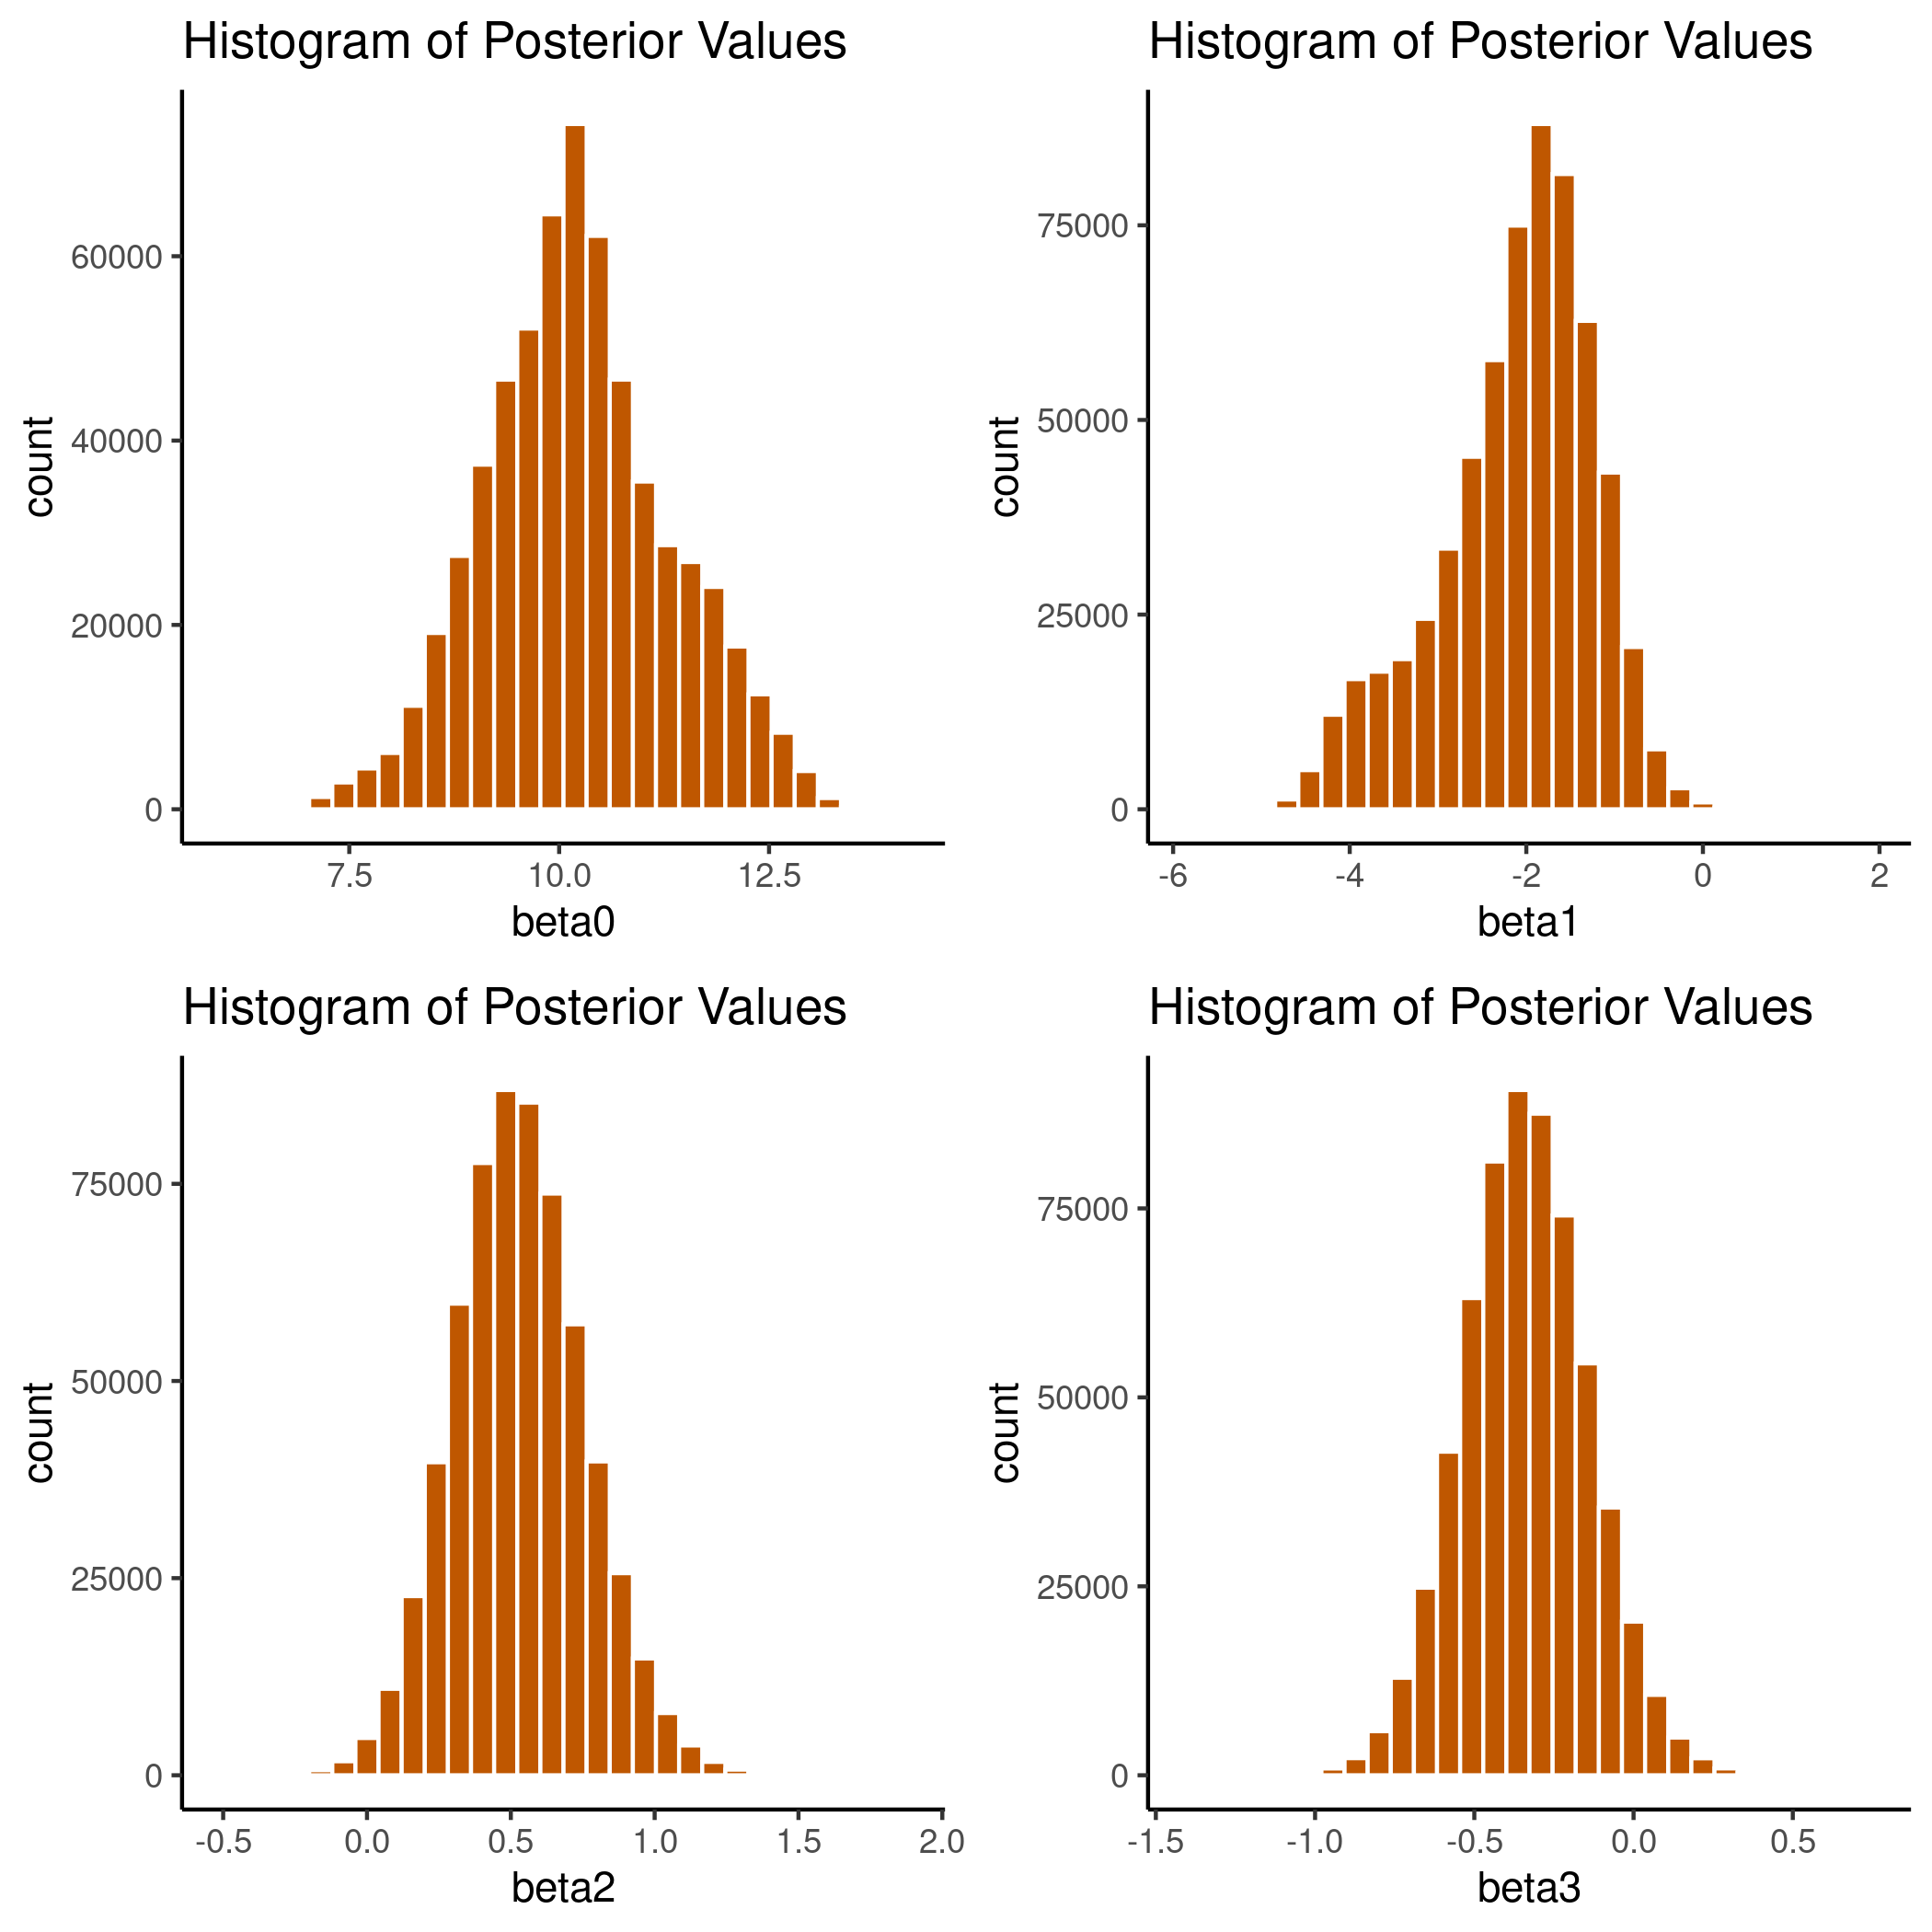 Histogram of Posterior Values
count
60000
40000
20000
0
7.5 10.0 12.5
beta0
Histogram of Posterior Values
count
75000
50000
25000
0
-6 -4 -2 0 2
beta1
Histogram of Posterior Values
count
75000
50000
25000
0
-0.5 0.0 0.5 1.0 1.5 2.0
beta2
Histogram of Posterior Values
count
75000
50000
25000
0
-1.5 -1.0 -0.5 0.0 0.5
beta3